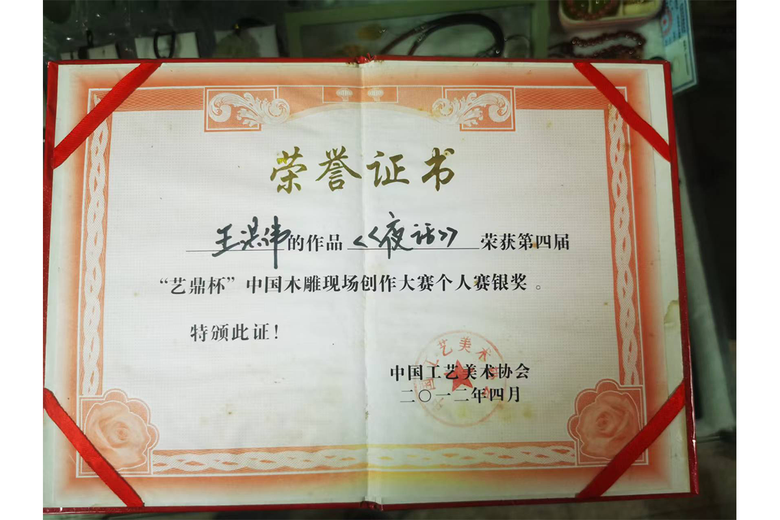 荣誉证书
王洪伟的作品《夜话》荣获第四届
“艺鼎杯”中国木雕现场创作大赛个人赛银奖。
特颁此证！
中国工艺美术协会
二〇一二年四月